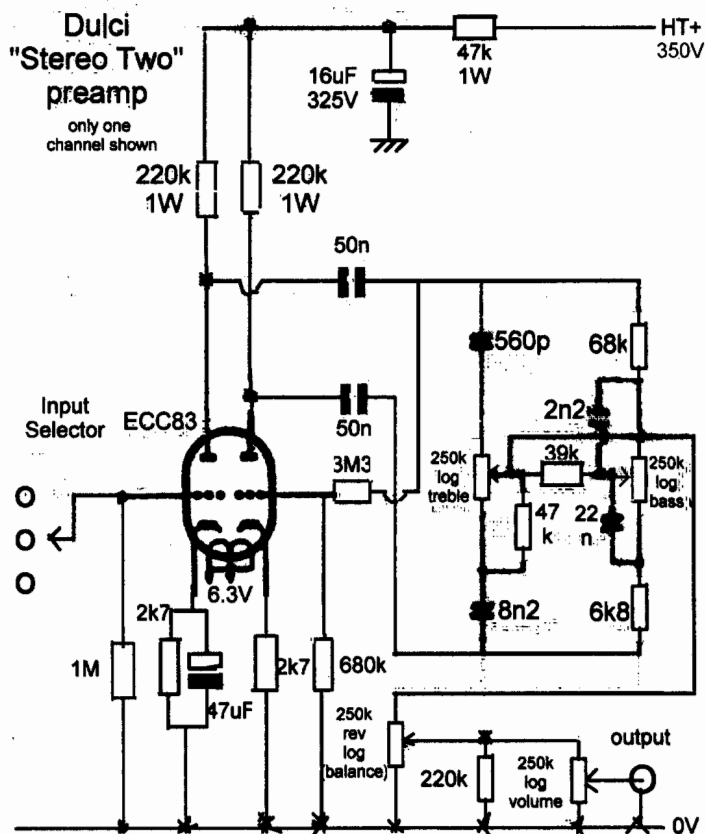 Dulci
"Stereo Two"
preamp
only one
channel shown
47k
1W
HT+
350V
16uF
325V
220k
1W
220k
1W
50n
50n
560p
68k
Input
Selector
ECC83
3M3
2n2
39k
250k
log
treble
250k
log
bass
47
k
22
n
6.3V
8n2
6k8
2k7
1M
47uF
2k7
680k
250k
rev
log
(balance)
220k
250k
log
volume
output
0V